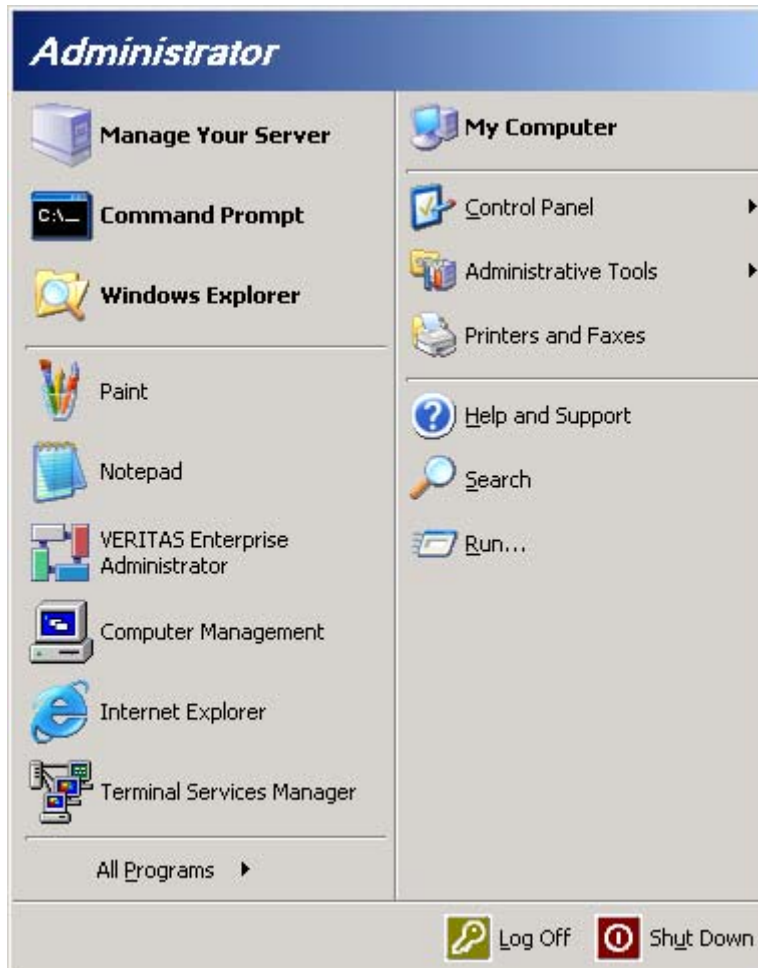 Administrator
Manage Your Server
C:\_
Command Prompt
Windows Explorer
Paint
Notepad
VERITAS Enterprise
Administrator
Computer Management
Internet Explorer
Terminal Services Manager
All Programs
My Computer
Control Panel
Administrative Tools
Printers and Faxes
Help and Support
Search
Run...
Log Off
Shut Down